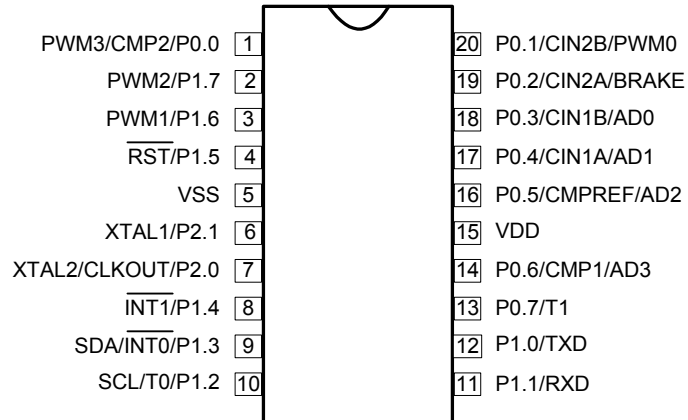 PWM3/CMP2/P0.0 1 20 P0.1/CIN2B/PWM0
PWM2/P1.7 2 19 P0.2/CIN2A/BRAKE
PWM1/P1.6 3 18 P0.3/CIN1B/AD0
RST/P1.5 4 17 P0.4/CIN1A/AD1
VSS 5 16 P0.5/CMPREF/AD2
XTAL1/P2.1 6 15 VDD
XTAL2/CLKOUT/P2.0 7 14 P0.6/CMP1/AD3
INT1/P1.4 8 13 P0.7/T1
SDA/INT0/P1.3 9 12 P1.0/TXD
SCL/T0/P1.2 10 11 P1.1/RXD